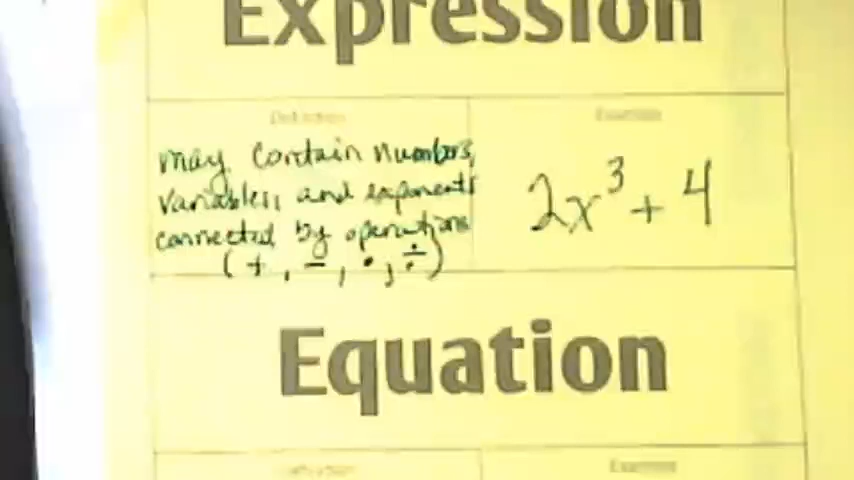 Expression
Definition
Example
may contain numbers,
variables, and exponents
connected by operations
(+, -, ·, ÷)
2x³ + 4
Equation
Definition
Example